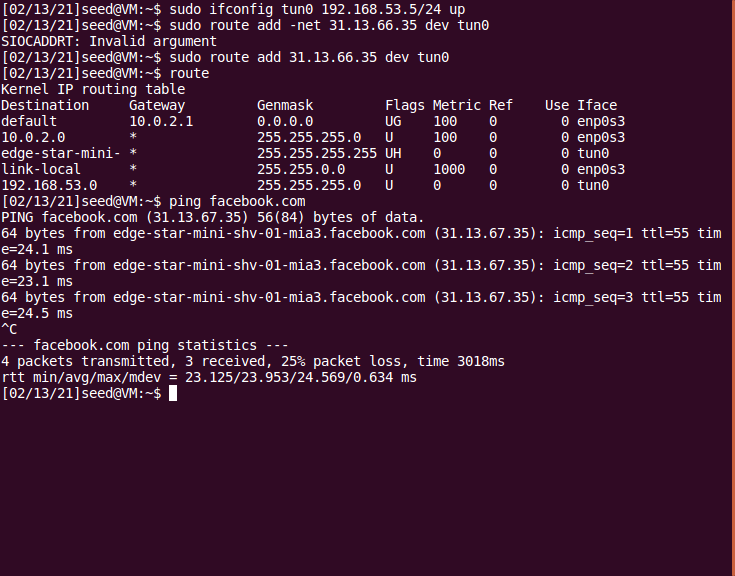 [02/13/21]seed@VM:~$ sudo ifconfig tun0 192.168.53.5/24 up
[02/13/21]seed@VM:~$ sudo route add -net 31.13.66.35 dev tun0
SIOCADDRT: Invalid argument
[02/13/21]seed@VM:~$ sudo route add 31.13.66.35 dev tun0
[02/13/21]seed@VM:~$ route
Kernel IP routing table
Destination     Gateway         Genmask         Flags Metric Ref    Use Iface
default         10.0.2.1        0.0.0.0         UG    100    0        0 enp0s3
10.0.2.0        *               255.255.255.0   U     100    0        0 enp0s3
edge-star-mini- *               255.255.255.255 UH    0      0        0 tun0
link-local      *               255.255.0.0     U     1000   0        0 enp0s3
192.168.53.0    *               255.255.255.0   U     0      0        0 tun0
[02/13/21]seed@VM:~$ ping facebook.com
PING facebook.com (31.13.67.35) 56(84) bytes of data.
64 bytes from edge-star-mini-shv-01-mia3.facebook.com (31.13.67.35): icmp_seq=1 ttl=55 tim
e=24.1 ms
64 bytes from edge-star-mini-shv-01-mia3.facebook.com (31.13.67.35): icmp_seq=2 ttl=55 tim
e=23.1 ms
64 bytes from edge-star-mini-shv-01-mia3.facebook.com (31.13.67.35): icmp_seq=3 ttl=55 tim
e=24.5 ms
^C
--- facebook.com ping statistics ---
4 packets transmitted, 3 received, 25% packet loss, time 3018ms
rtt min/avg/max/mdev = 23.125/23.953/24.569/0.634 ms
[02/13/21]seed@VM:~$